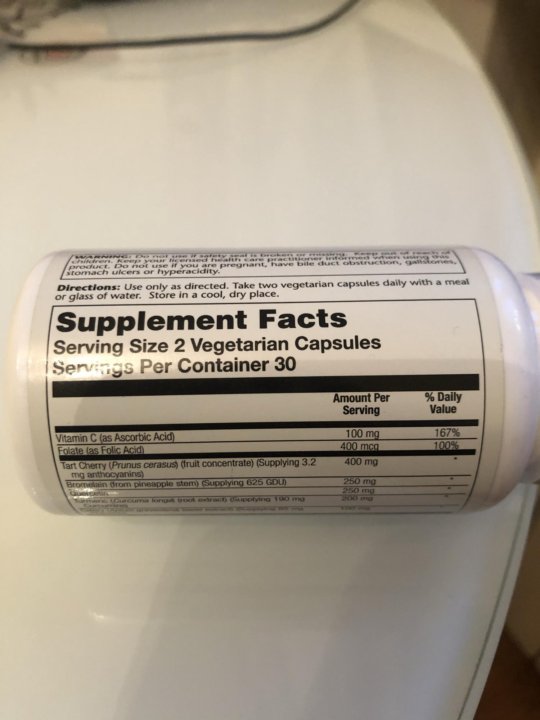 WARNING: Do not use if safety seal is broken or missing. Keep out of reach of
children. Keep your licensed health care practitioner informed when using this
product. Do not use if you are pregnant, have bile duct obstruction, gallstones,
stomach ulcers or hyperacidity.
Directions: Use only as directed. Take two vegetarian capsules daily with a meal
or glass of water. Store in a cool, dry place.
Supplement Facts
Serving Size 2 Vegetarian Capsules
Servings Per Container 30
Amount Per Serving % Daily Value
Vitamin C (as Ascorbic Acid) 100 mg 167%
Folate (as Folic Acid) 400 mcg 100%
Tart Cherry (Prunus cerasus) (fruit concentrate) (Supplying 3.2 400 mg *
mg anthocyanins)
Bromelain (from pineapple stem) (Supplying 625 GDU) 250 mg *
Quercetin 250 mg *
Turmeric (Curcuma longa) (root extract) (Supplying 190 mg 200 mg *